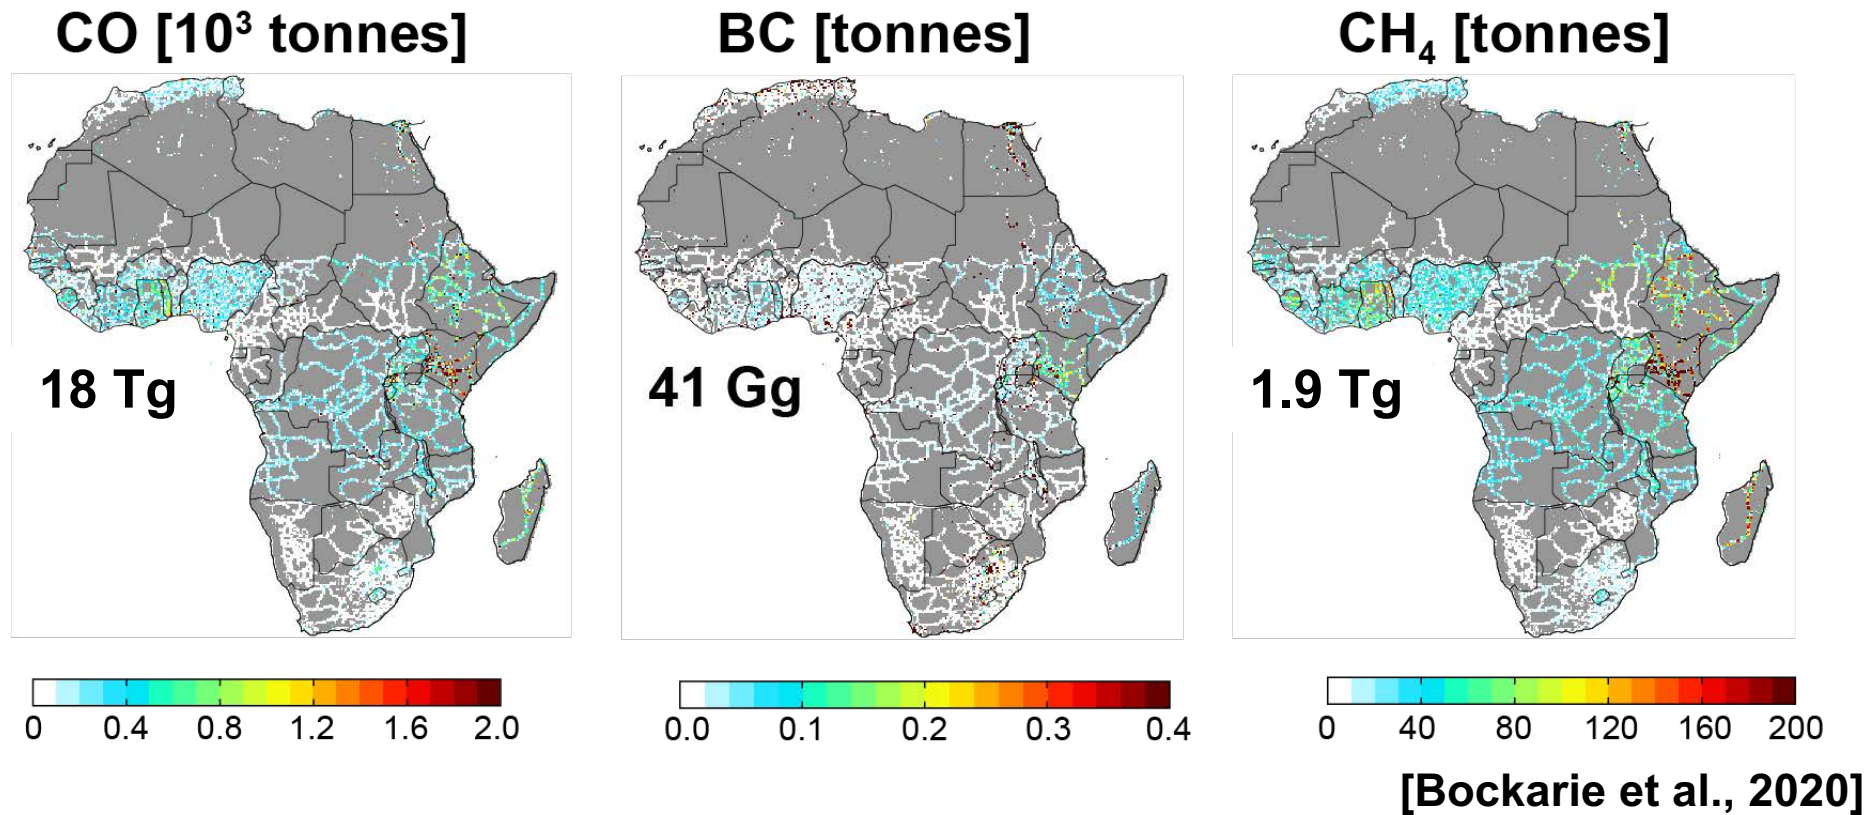 CO [10³ tonnes]
BC [tonnes]
CH₄ [tonnes]
18 Tg
41 Gg
1.9 Tg
0 0.4 0.8 1.2 1.6 2.0
0.0 0.1 0.2 0.3 0.4
0 40 80 120 160 200
[Bockarie et al., 2020]